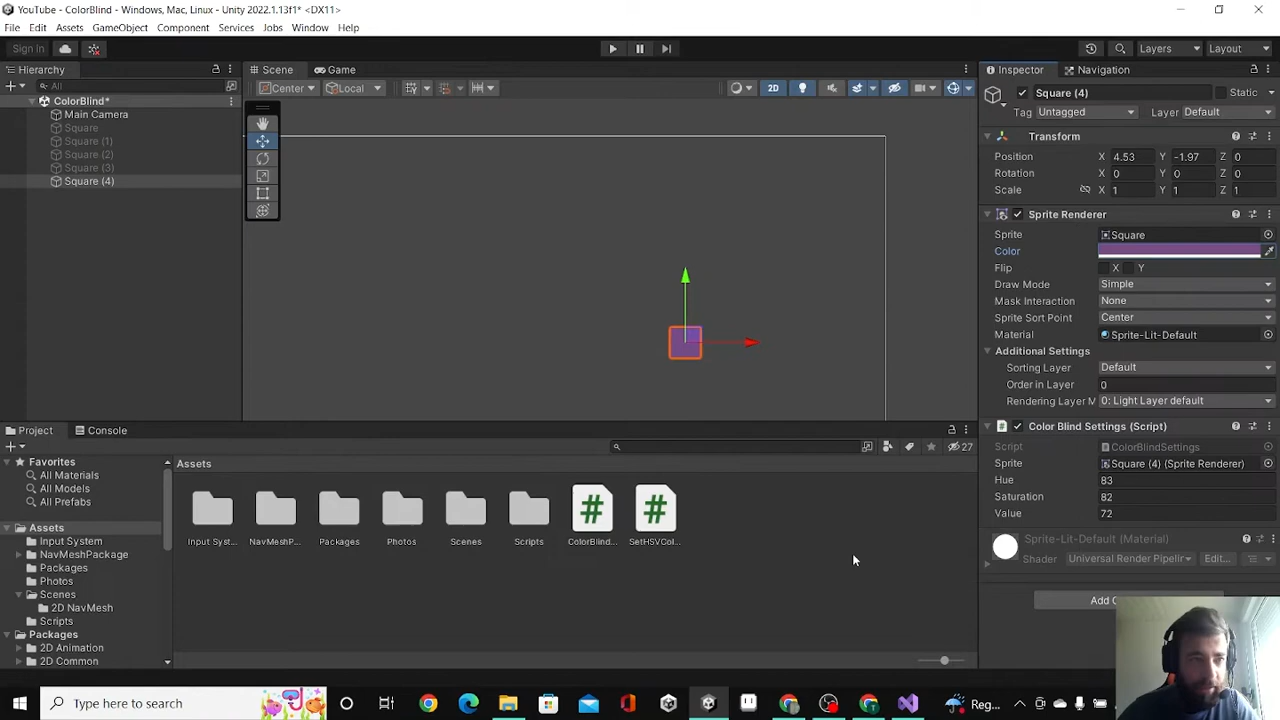 YouTube - ColorBlind - Windows, Mac, Linux - Unity 2022.1.13f1* <DX11>
File Edit Assets GameObject Component Services Jobs Window Help
Sign in Layers Layout
Hierarchy
All
ColorBlind*
Main Camera
Square
Square (1)
Square (2)
Square (3)
Square (4)
Scene Game
Center Local 2D
Inspector Navigation
Square (4) Static
Tag Untagged Layer Default
Transform
Position X 4.53 Y -1.97 Z 0
Rotation X 0 Y 0 Z 0
Scale X 1 Y 1 Z 1
Sprite Renderer
Sprite Square
Color
Flip X Y
Draw Mode Simple
Mask Interaction None
Sprite Sort Point Center
Material Sprite-Lit-Default
Additional Settings
Sorting Layer Default
Order in Layer 0
Rendering Layer M 0: Light Layer default
Color Blind Settings (Script)
Script ColorBlindSettings
Sprite Square (4) (Sprite Renderer)
Hue 83
Saturation 82
Value 72
Sprite-Lit-Default (Material)
Shader Universal Render Pipelin Edit...
Add C
Project Console
27
Favorites
All Materials
All Models
All Prefabs
Assets
Input System
NavMeshPackage
Packages
Photos
Scenes
2D NavMesh
Scripts
Packages
2D Animation
2D Common
Assets
Input Syst... NavMeshP... Packages Photos Scenes Scripts ColorBlind... SetHSVCol...
Type here to search
Reg...